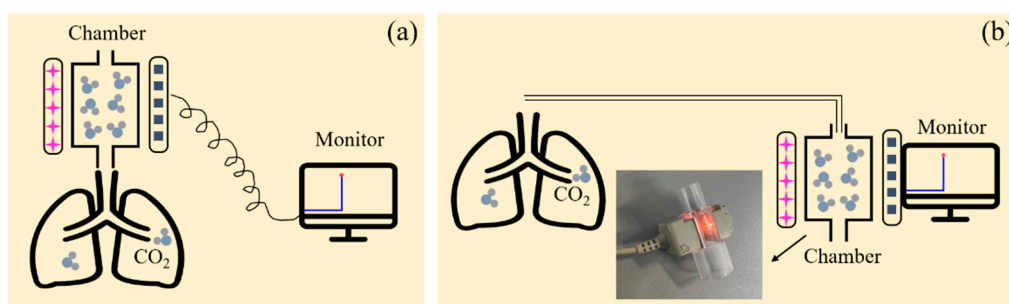 (a)
Chamber
Monitor
CO₂
(b)
Monitor
CO₂
Chamber